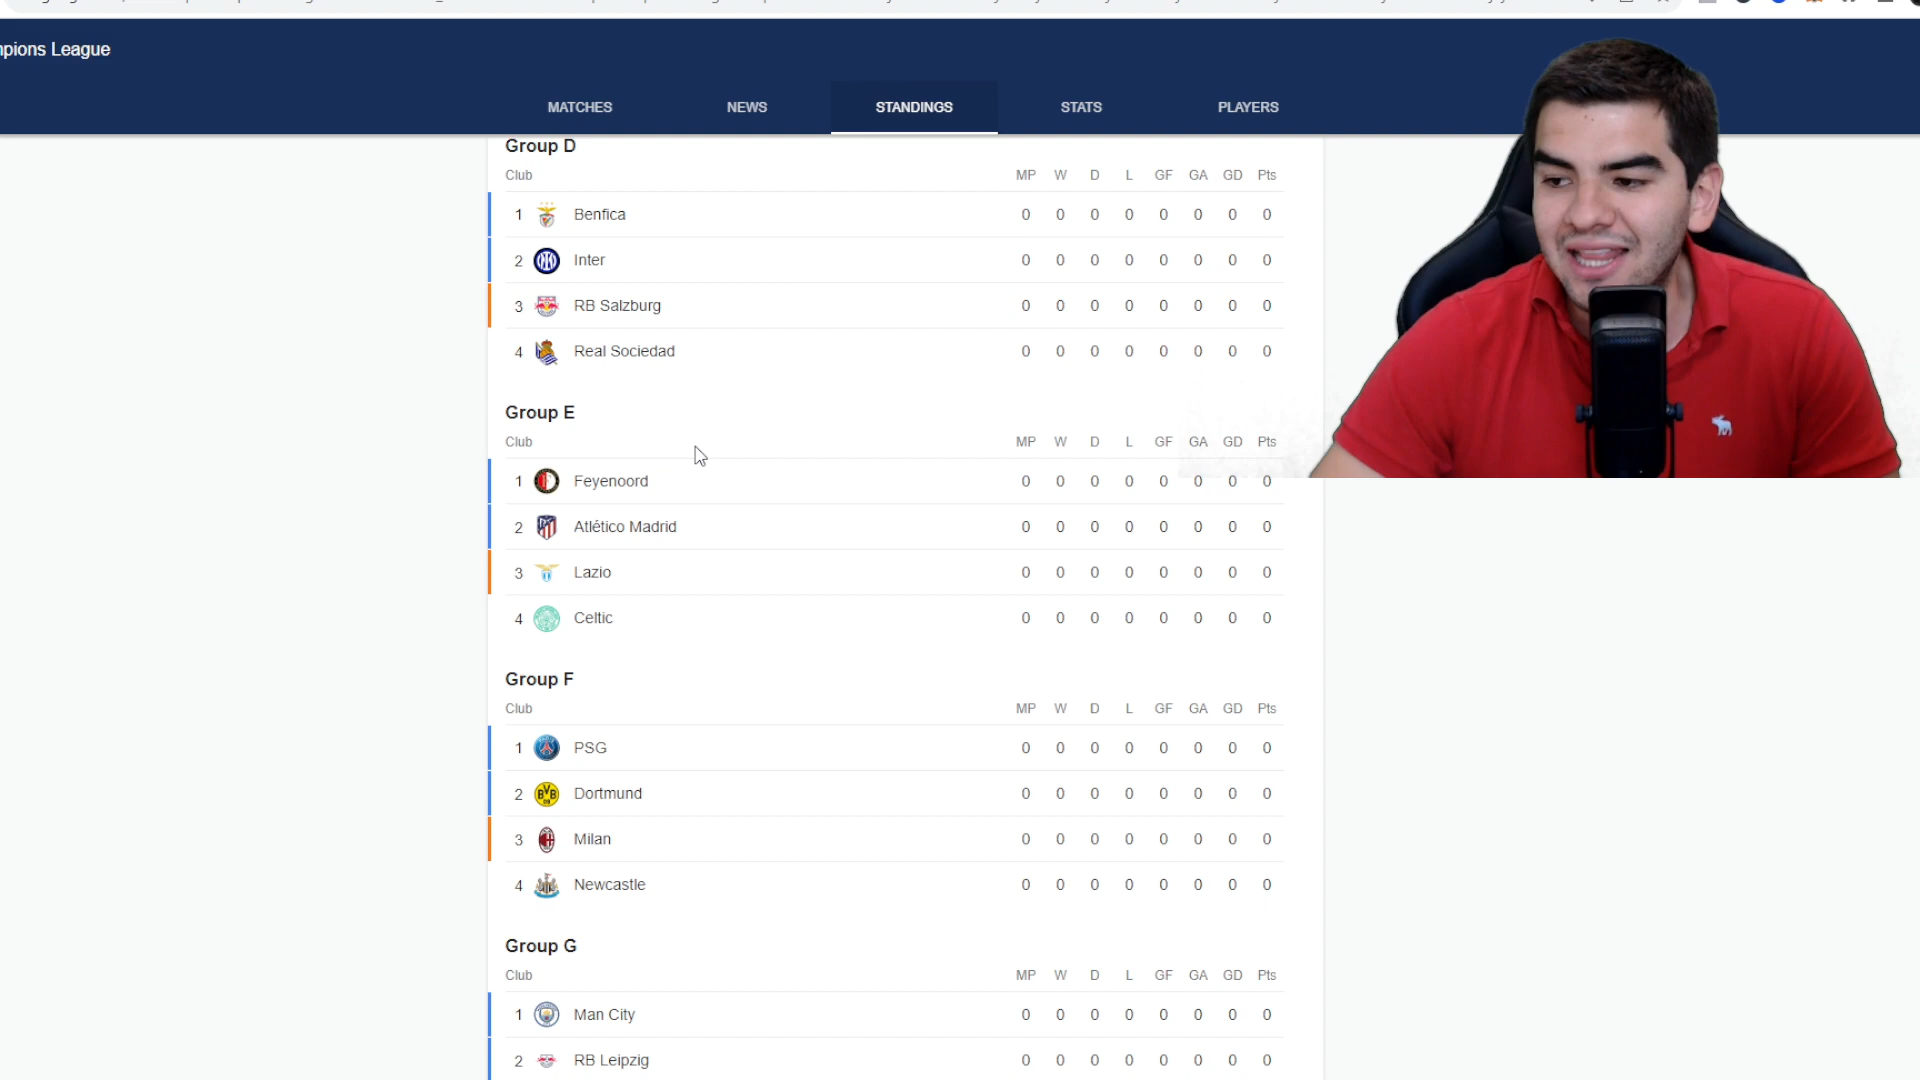 mpions League
MATCHES NEWS STANDINGS STATS PLAYERS
Group D
Club MP W D L GF GA GD Pts
1 Benfica 0 0 0 0 0 0 0 0
2 Inter 0 0 0 0 0 0 0 0
3 RB Salzburg 0 0 0 0 0 0 0 0
4 Real Sociedad 0 0 0 0 0 0 0 0
Group E
Club MP W D L GF GA GD Pts
1 Feyenoord 0 0 0 0 0 0 0 0
2 Atlético Madrid 0 0 0 0 0 0 0 0
3 Lazio 0 0 0 0 0 0 0 0
4 Celtic 0 0 0 0 0 0 0 0
Group F
Club MP W D L GF GA GD Pts
1 PSG 0 0 0 0 0 0 0 0
2 BVB 09 Dortmund 0 0 0 0 0 0 0 0
3 Milan 0 0 0 0 0 0 0 0
4 Newcastle 0 0 0 0 0 0 0 0
Group G
Club MP W D L GF GA GD Pts
1 Man City 0 0 0 0 0 0 0 0
2 RB Leipzig 0 0 0 0 0 0 0 0